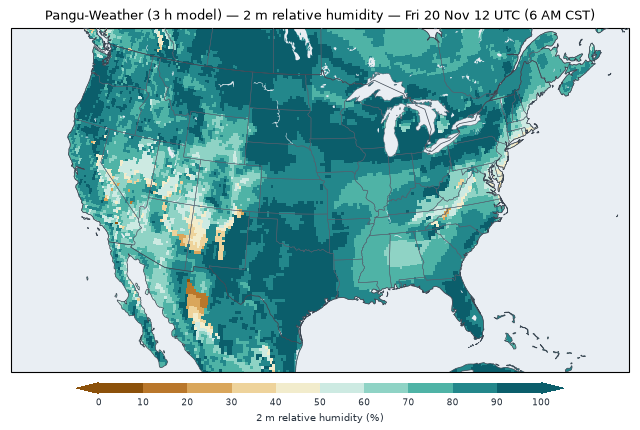 Pangu-Weather (3 h model) — 2 m relative humidity — Fri 20 Nov 12 UTC (6 AM CST)
0 10 20 30 40 50 60 70 80 90 100
2 m relative humidity (%)